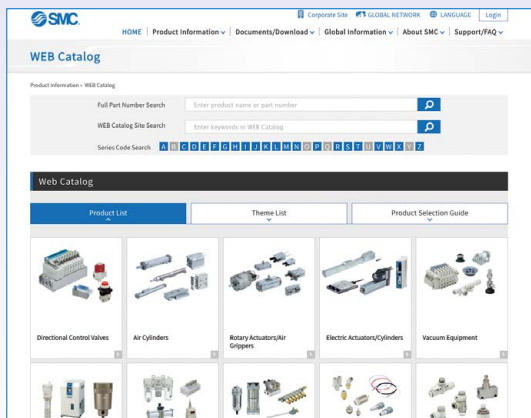 SMC
Corporate Site GLOBAL NETWORK LANGUAGE Login
HOME Product Information Documents/Download Global Information About SMC Support/FAQ
WEB Catalog
Product Information > WEB Catalog
Full Part Number Search Enter product name or part number
WEB Catalog Site Search Enter keywords in WEB Catalog
Series Code Search A B C D E F G H I J K L M N O P Q R S T U V W X Y Z
Web Catalog
Product List Theme List Product Selection Guide
Directional Control Valves Air Cylinders Rotary Actuators/Air Grippers Electric Actuators/Cylinders Vacuum Equipment